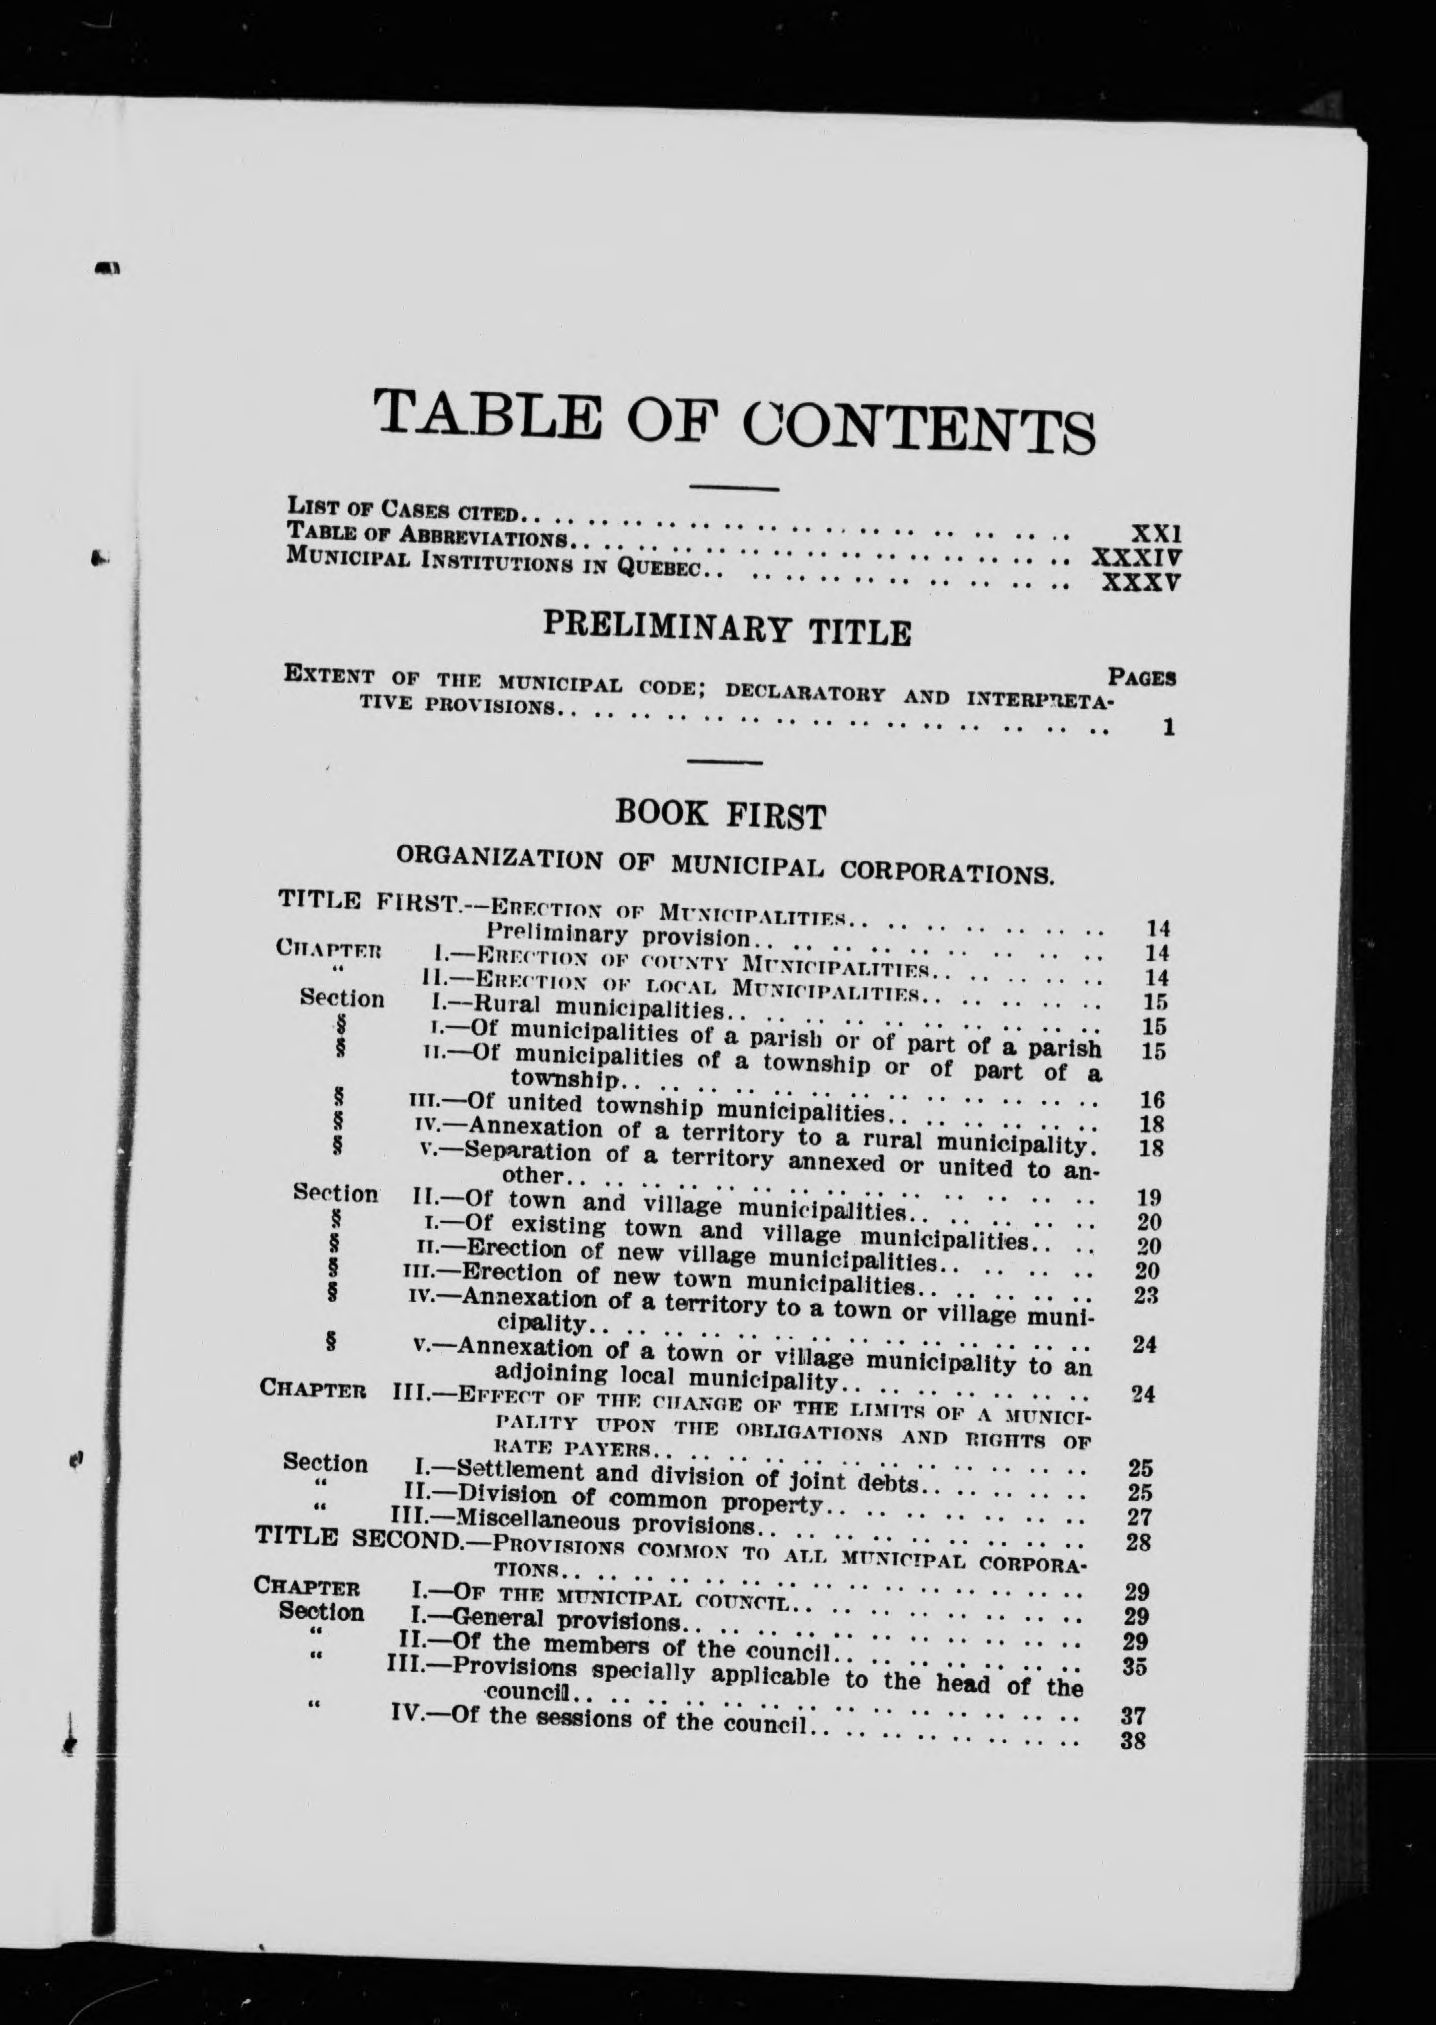 TABLE OF CONTENTS
LIST OF CASES CITED.. .. .. .. .. .. .. .. .. .. .. .. .. .. .. .. XXI
TABLE OF ABBREVIATIONS.. .. .. .. .. .. .. .. .. .. .. .. .. .. .. XXXIV
MUNICIPAL INSTITUTIONS IN QUEBEC.. .. .. .. .. .. .. .. .. .. .. XXXV
PRELIMINARY TITLE
PAGES
EXTENT OF THE MUNICIPAL CODE; DECLARATORY AND INTERPRETA-
TIVE PROVISIONS.. .. .. .. .. .. .. .. .. .. .. .. .. .. .. .. 1
BOOK FIRST
ORGANIZATION OF MUNICIPAL CORPORATIONS.
TITLE FIRST.--ERECTION OF MUNICIPALITIES.. .. .. .. .. .. .. .. 14
Preliminary provision.. .. .. .. .. .. .. .. .. .. 14
CHAPTER I.—ERECTION OF COUNTY MUNICIPALITIES.. .. .. .. .. 14
“ II.—ERECTION OF LOCAL MUNICIPALITIES.. .. .. .. .. 15
Section I.—Rural municipalities.. .. .. .. .. .. .. .. .. .. 15
§ I.—Of municipalities of a parish or of part of a parish 15
§ II.—Of municipalities of a township or of part of a
township.. .. .. .. .. .. .. .. .. .. .. .. .. 16
§ III.—Of united township municipalities.. .. .. .. .. .. 18
§ IV.—Annexation of a territory to a rural municipality. 18
§ V.—Separation of a territory annexed or united to an-
other.. .. .. .. .. .. .. .. .. .. .. .. .. .. 19
Section II.—Of town and village municipalities.. .. .. .. .. 20
§ I.—Of existing town and village municipalities.. .. 20
§ II.—Erection of new village municipalities.. .. .. .. .. 20
§ III.—Erection of new town municipalities.. .. .. .. .. 23
§ IV.—Annexation of a territory to a town or village muni-
cipality.. .. .. .. .. .. .. .. .. .. .. .. .. .. 24
§ V.—Annexation of a town or village municipality to an
adjoining local municipality.. .. .. .. .. .. .. 24
CHAPTER III.—EFFECT OF THE CHANGE OF THE LIMITS OF A MUNICI-
PALITY UPON THE OBLIGATIONS AND RIGHTS OF
RATE PAYERS.. .. .. .. .. .. .. .. .. .. .. .. 25
Section I.—Settlement and division of joint debts.. .. .. .. .. 25
“ II.—Division of common property.. .. .. .. .. .. .. .. 27
“ III.—Miscellaneous provisions.. .. .. .. .. .. .. .. .. 28
TITLE SECOND.—PROVISIONS COMMON TO ALL MUNICIPAL CORPORA-
TIONS.. .. .. .. .. .. .. .. .. .. .. .. .. .. 29
CHAPTER I.—OF THE MUNICIPAL COUNCIL.. .. .. .. .. .. .. .. 29
Section I.—General provisions.. .. .. .. .. .. .. .. .. .. .. 29
“ II.—Of the members of the council.. .. .. .. .. .. .. 35
“ III.—Provisions specially applicable to the head of the
council.. .. .. .. .. .. .. .. .. .. .. .. .. .. 37
“ IV.—Of the sessions of the council.. .. .. .. .. .. .. .. 38